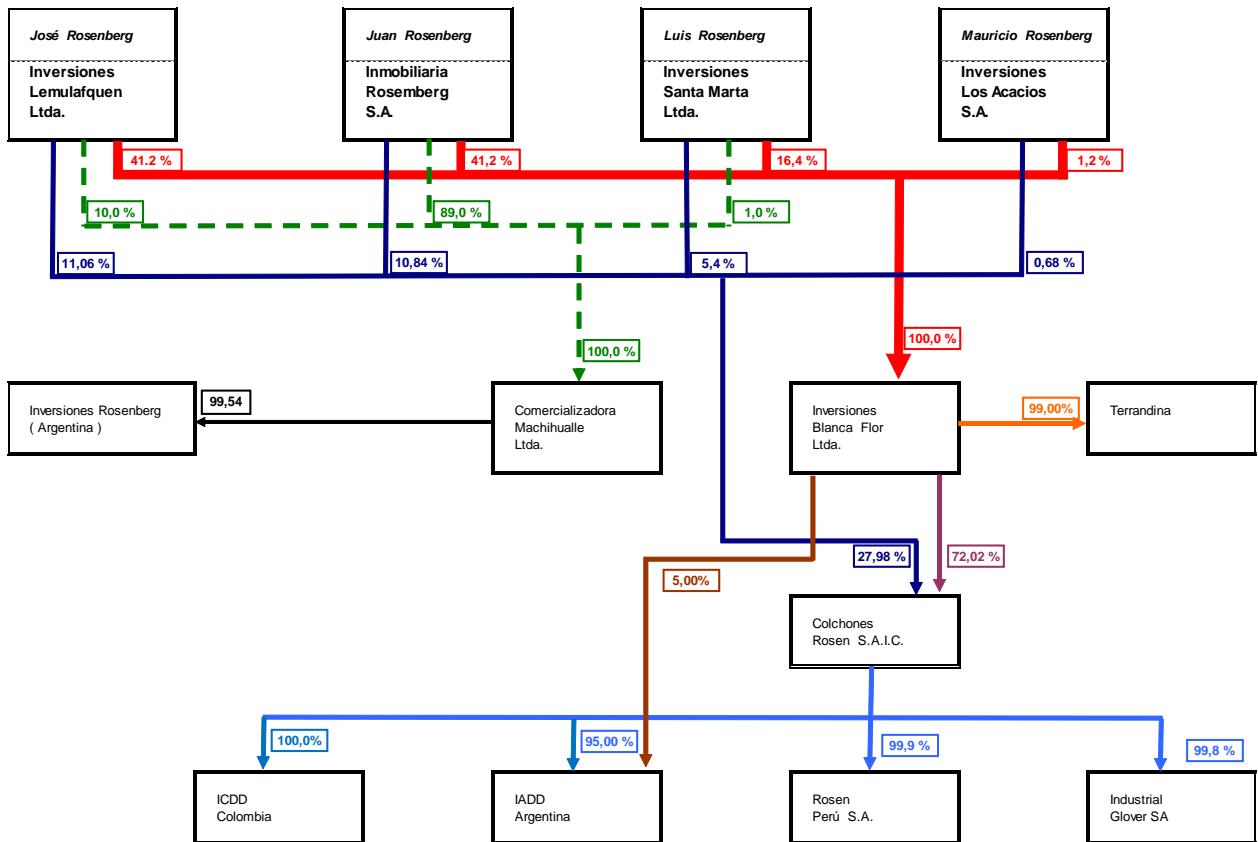 José Rosenberg
Inversiones
Lemulafquen
Ltda.
Juan Rosenberg
Inmobiliaria
Rosemberg
S.A.
Luis Rosenberg
Inversiones
Santa Marta
Ltda.
Mauricio Rosenberg
Inversiones
Los Acacios
S.A.
41.2 %
41,2 %
16,4 %
1,2 %
10,0 %
89,0 %
1,0 %
11,06 %
10,84 %
5,4 %
0,68 %
100,0 %
100,0 %
Inversiones Rosenberg
( Argentina )
99,54
Comercializadora
Machihualle
Ltda.
Inversiones
Blanca Flor
Ltda.
99,00%
Terrandina
27,98 %
72,02 %
5,00%
Colchones
Rosen S.A.I.C.
100,0%
95,00 %
99,9 %
99,8 %
ICDD
Colombia
IADD
Argentina
Rosen
Perú S.A.
Industrial
Glover SA